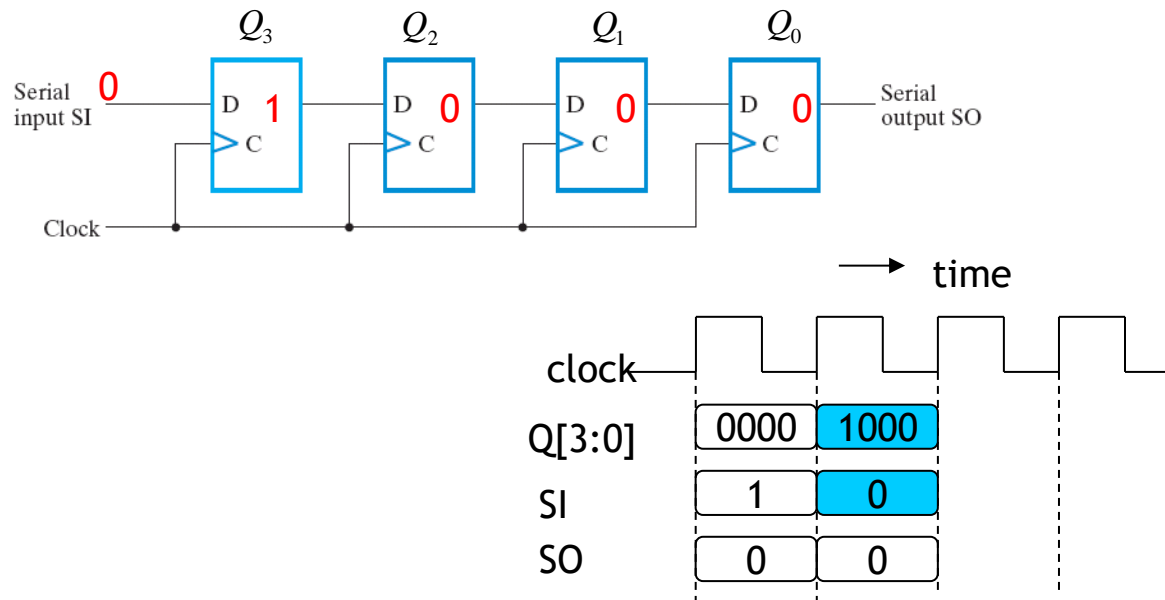 Q3 Q2 Q1 Q0
Serial input SI 0
D 1 D 0 D 0 D 0
Serial output SO
C C C C
Clock
time
clock
Q[3:0] 0000 1000
SI 1 0
SO 0 0